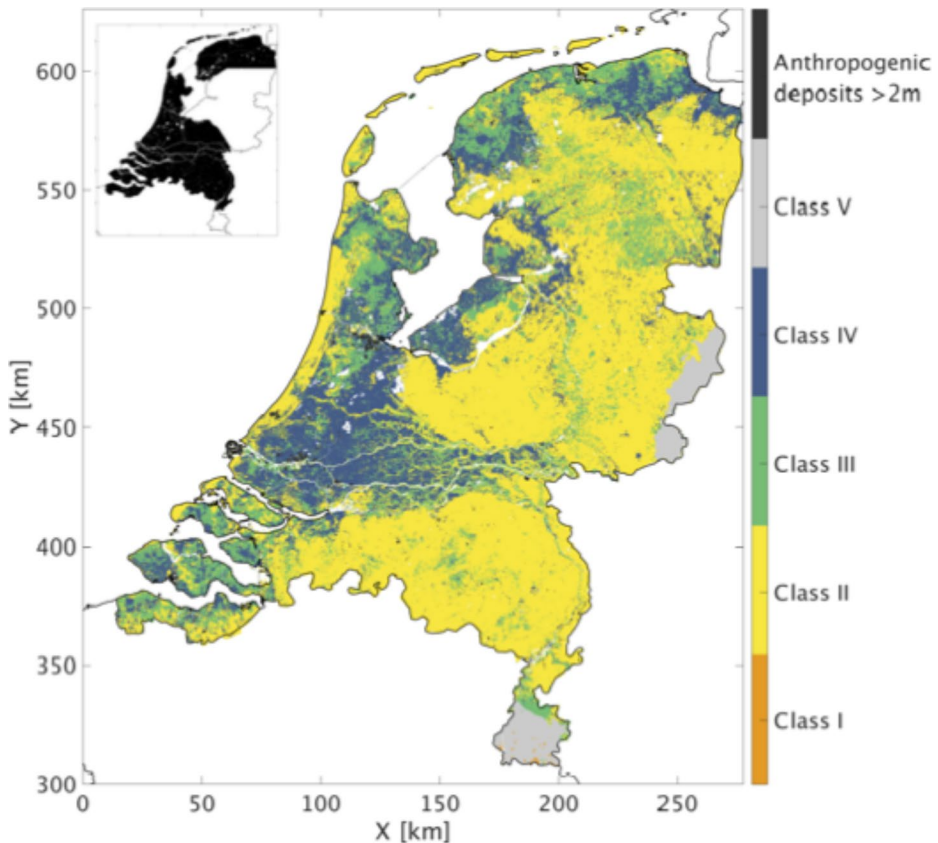 600
550
500
450
400
350
300
0
50
100
150
200
250
Y [km]
X [km]
Anthropogenic
deposits >2m
Class V
Class IV
Class III
Class II
Class I